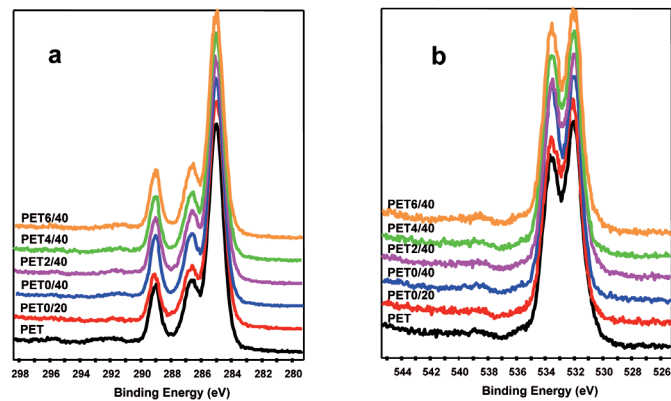 a
PET6/40
PET4/40
PET2/40
PET0/40
PET0/20
PET
298 296 294 292 290 288 286 284 282 280
Binding Energy (eV)
b
PET6/40
PET4/40
PET2/40
PET0/40
PET0/20
PET
544 540 536 534 532 530 528 526
Binding Energy (eV)